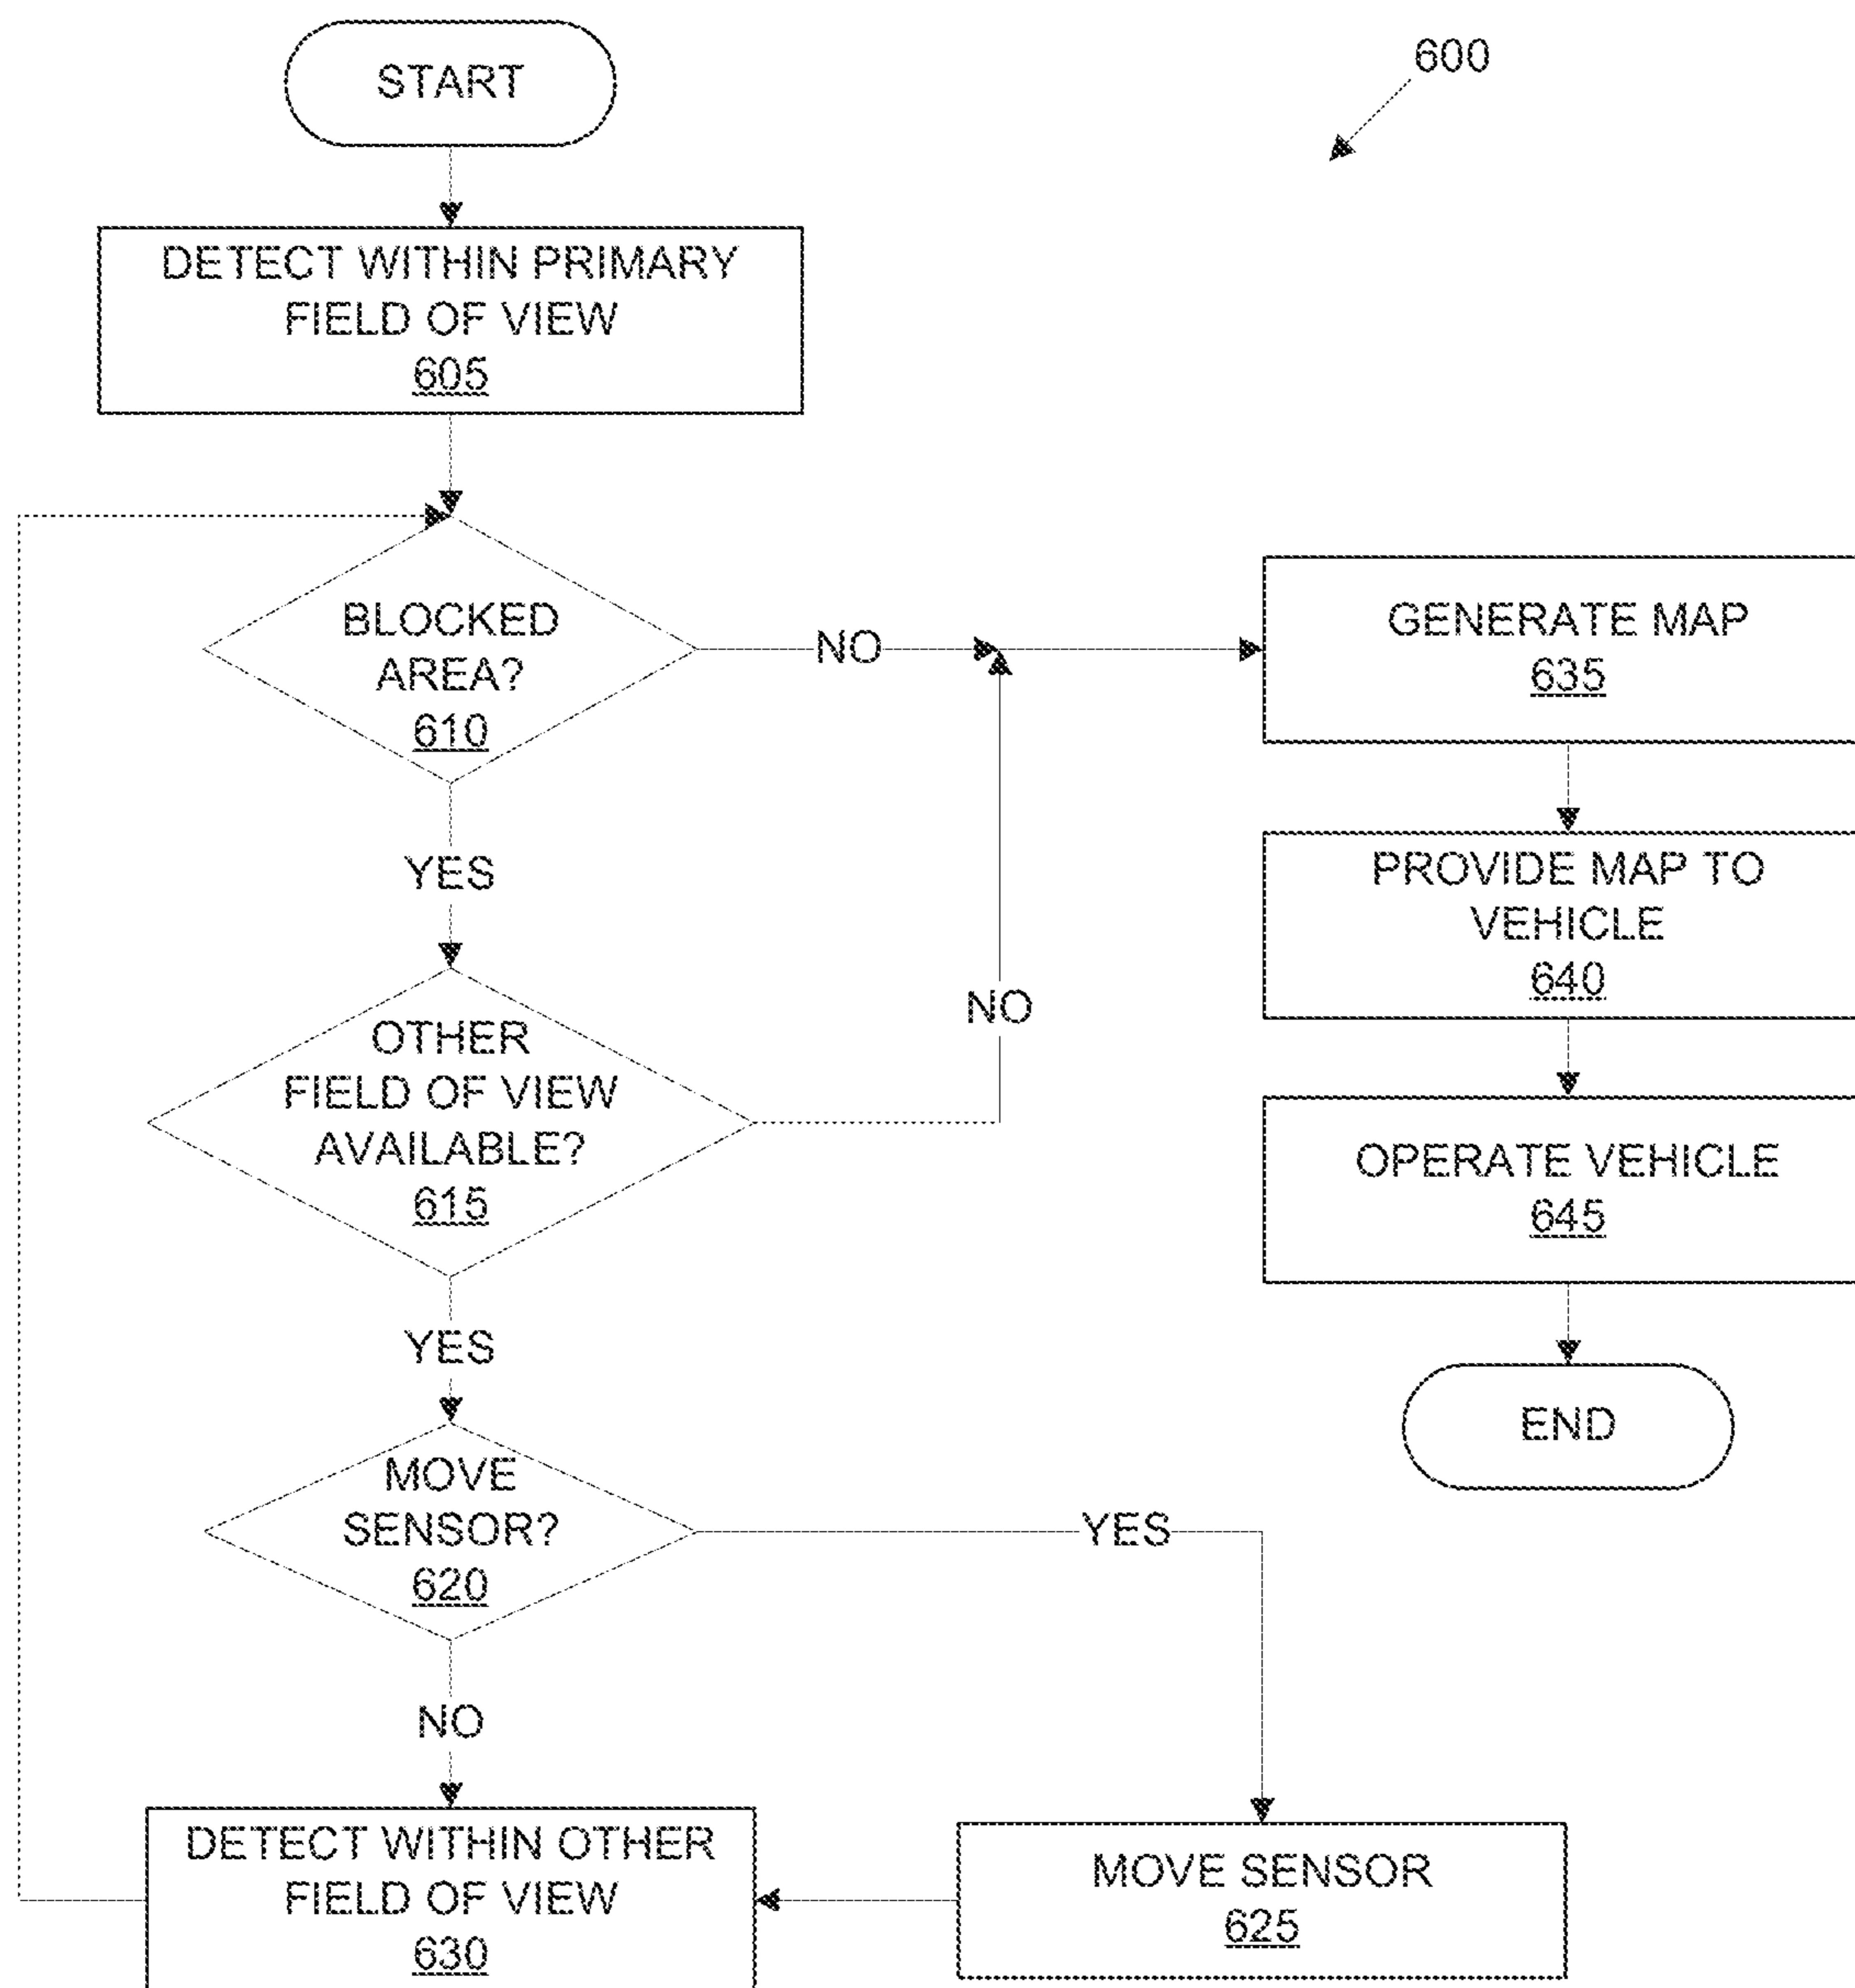 START
600
DETECT WITHIN PRIMARY
FIELD OF VIEW
605
BLOCKED
AREA?
610
NO
YES
OTHER
FIELD OF VIEW
AVAILABLE?
615
NO
YES
MOVE
SENSOR?
620
YES
NO
MOVE SENSOR
625
DETECT WITHIN OTHER
FIELD OF VIEW
630
GENERATE MAP
635
PROVIDE MAP TO
VEHICLE
640
OPERATE VEHICLE
645
END